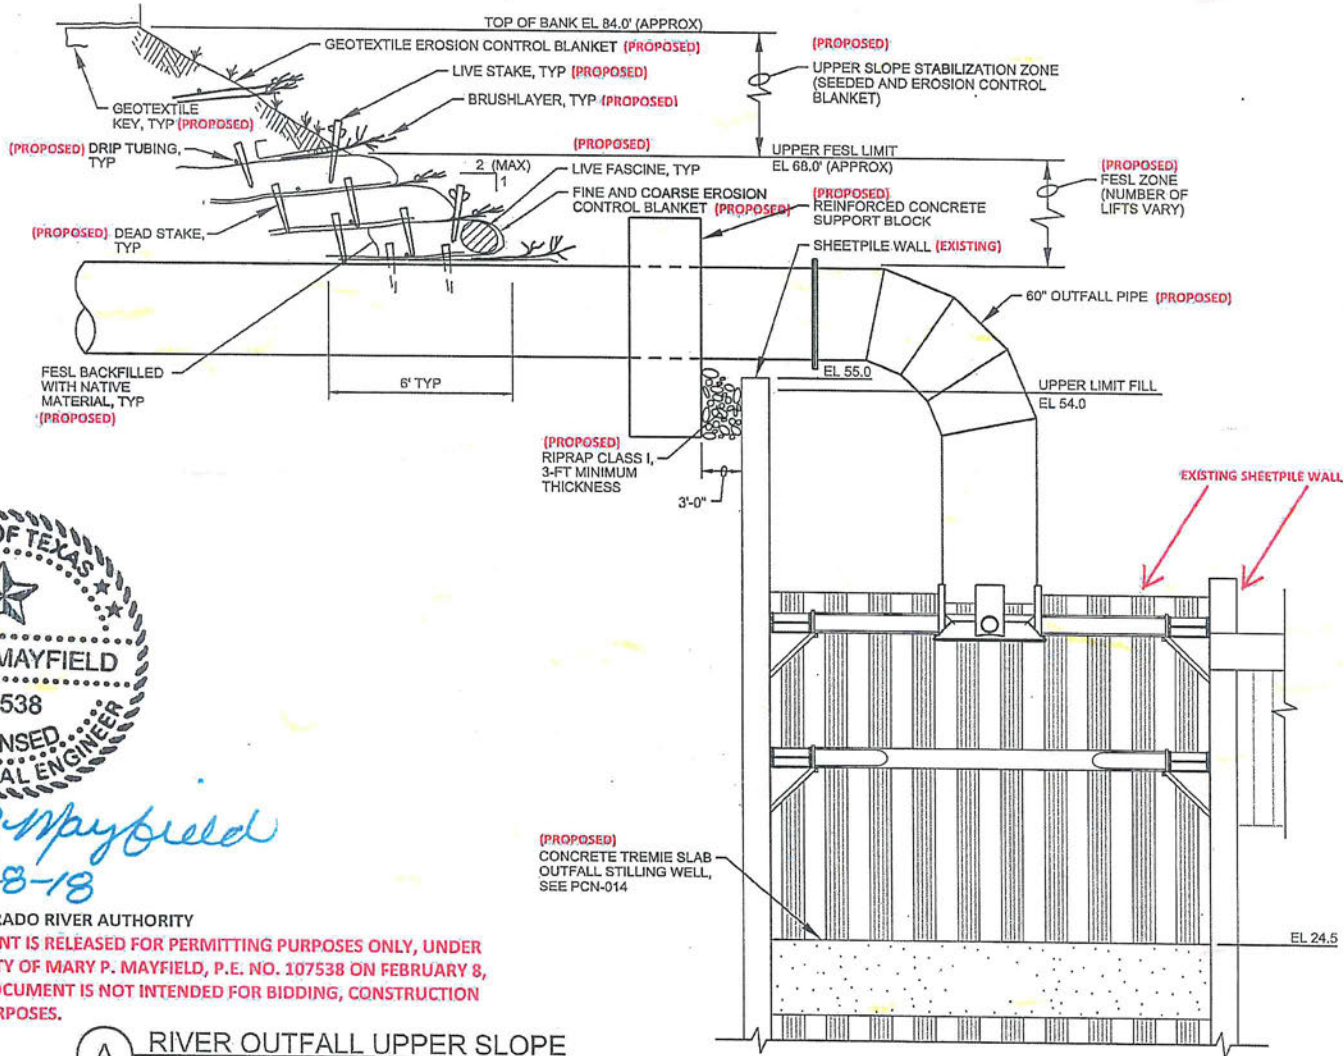 TOP OF BANK EL 84.0' (APPROX)
GEOTEXTILE EROSION CONTROL BLANKET (PROPOSED)
LIVE STAKE, TYP (PROPOSED)
BRUSHLAYER, TYP (PROPOSED)
(PROPOSED)
UPPER SLOPE STABILIZATION ZONE
(SEEDED AND EROSION CONTROL
BLANKET)
GEOTEXTILE
KEY, TYP (PROPOSED)
(PROPOSED) DRIP TUBING,
TYP
(PROPOSED)
LIVE FASCINE, TYP
2 (MAX)
1
UPPER FESL LIMIT
EL 68.0' (APPROX)
(PROPOSED)
FESL ZONE
(NUMBER OF
LIFTS VARY)
FINE AND COARSE EROSION
CONTROL BLANKET (PROPOSED)
(PROPOSED)
REINFORCED CONCRETE
SUPPORT BLOCK
(PROPOSED) DEAD STAKE,
TYP
SHEETPILE WALL (EXISTING)
60" OUTFALL PIPE (PROPOSED)
FESL BACKFILLED
WITH NATIVE
MATERIAL, TYP
(PROPOSED)
6' TYP
EL 55.0
UPPER LIMIT FILL
EL 54.0
(PROPOSED)
RIPRAP CLASS I,
3-FT MINIMUM
THICKNESS
3'-0"
EXISTING SHEETPILE WALL
OF TEXAS
MAYFIELD
538
NSED
AL ENGINEER
Mayfield
8-18
(PROPOSED)
CONCRETE TREMIE SLAB
OUTFALL STILLING WELL,
SEE PCN-014
EL 24.5
RADO RIVER AUTHORITY
NT IS RELEASED FOR PERMITTING PURPOSES ONLY, UNDER
TY OF MARY P. MAYFIELD, P.E. NO. 107538 ON FEBRUARY 8,
OCUMENT IS NOT INTENDED FOR BIDDING, CONSTRUCTION
RPOSES.
A RIVER OUTFALL UPPER SLOPE